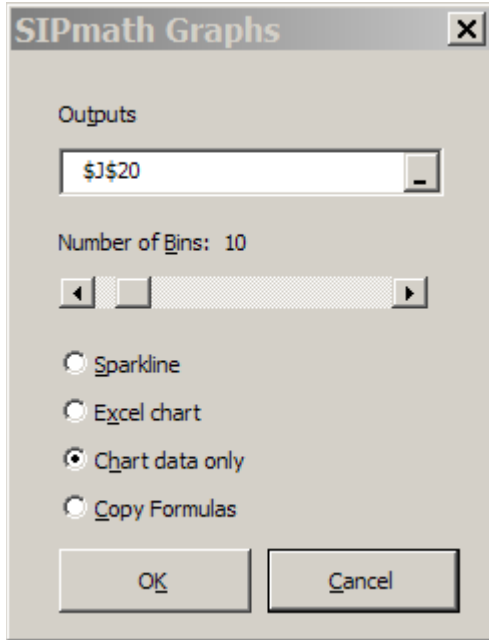 SIPmath Graphs
Outputs
$J$20
Number of Bins: 10
Sparkline
Excel chart
Chart data only
Copy Formulas
OK Cancel